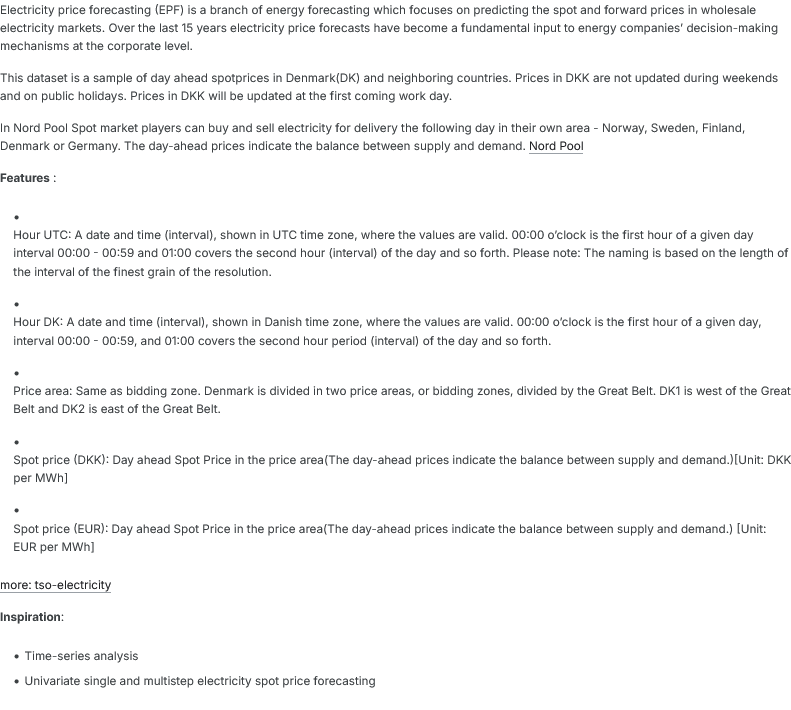 Electricity price forecasting (EPF) is a branch of energy forecasting which focuses on predicting the spot and forward prices in wholesale
electricity markets. Over the last 15 years electricity price forecasts have become a fundamental input to energy companies’ decision-making
mechanisms at the corporate level.
This dataset is a sample of day ahead spotprices in Denmark(DK) and neighboring countries. Prices in DKK are not updated during weekends
and on public holidays. Prices in DKK will be updated at the first coming work day.
In Nord Pool Spot market players can buy and sell electricity for delivery the following day in their own area - Norway, Sweden, Finland,
Denmark or Germany. The day-ahead prices indicate the balance between supply and demand. Nord Pool
Features :
•
Hour UTC: A date and time (interval), shown in UTC time zone, where the values are valid. 00:00 o’clock is the first hour of a given day
interval 00:00 - 00:59 and 01:00 covers the second hour (interval) of the day and so forth. Please note: The naming is based on the length of
the interval of the finest grain of the resolution.
•
Hour DK: A date and time (interval), shown in Danish time zone, where the values are valid. 00:00 o’clock is the first hour of a given day,
interval 00:00 - 00:59, and 01:00 covers the second hour period (interval) of the day and so forth.
•
Price area: Same as bidding zone. Denmark is divided in two price areas, or bidding zones, divided by the Great Belt. DK1 is west of the Great
Belt and DK2 is east of the Great Belt.
•
Spot price (DKK): Day ahead Spot Price in the price area(The day-ahead prices indicate the balance between supply and demand.)[Unit: DKK
per MWh]
•
Spot price (EUR): Day ahead Spot Price in the price area(The day-ahead prices indicate the balance between supply and demand.) [Unit:
EUR per MWh]
more: tso-electricity
Inspiration:
• Time-series analysis
• Univariate single and multistep electricity spot price forecasting